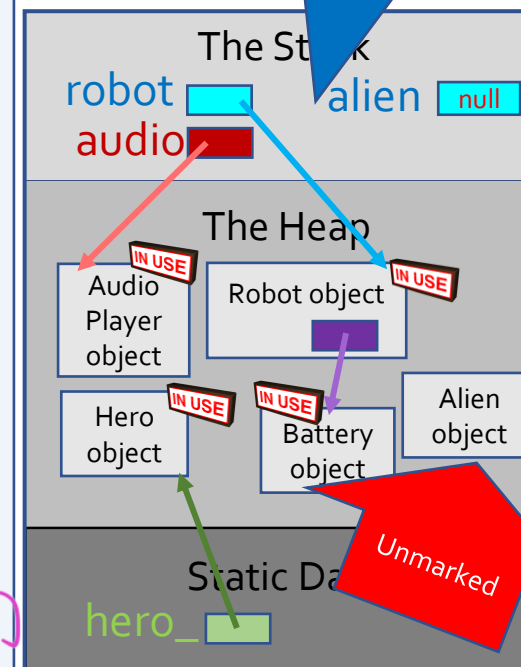 The St k
robot
alien
null
audio
The Heap
IN USE
IN USE
Audio
Player
object
Robot object
IN USE
IN USE
Hero
object
Battery
object
Alien
object
Unmarked
Static Da
hero_